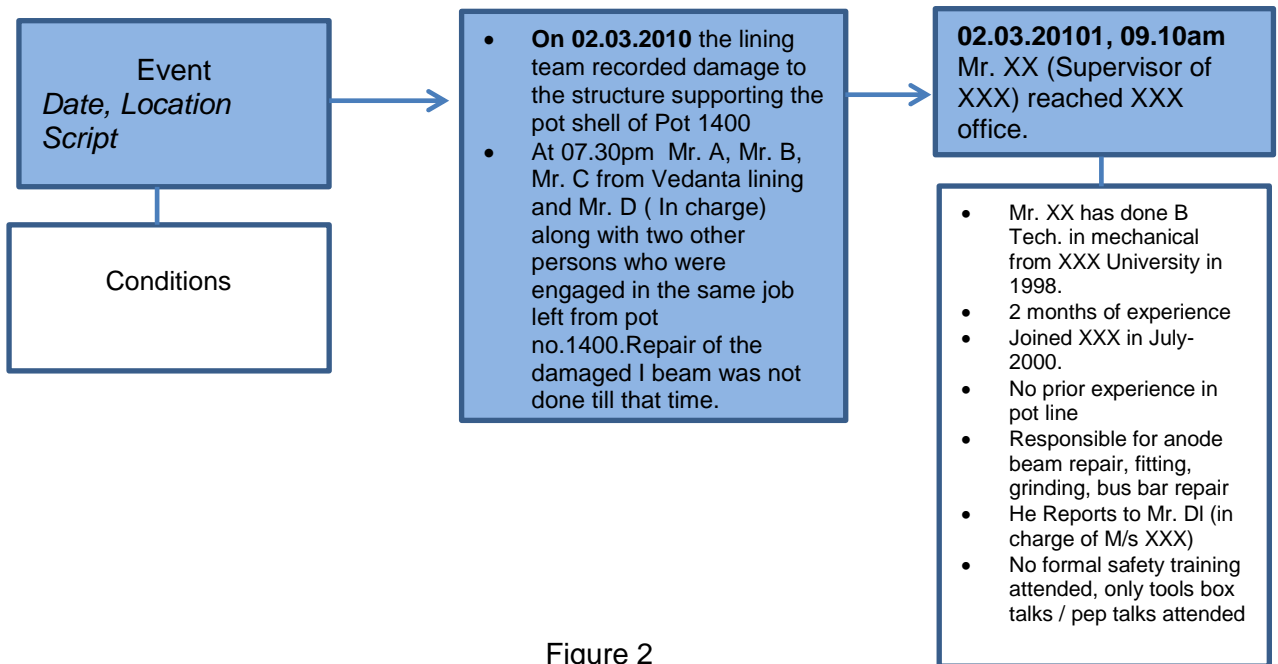 Event
Date, Location
Script
Conditions
• On 02.03.2010 the lining
team recorded damage to
the structure supporting the
pot shell of Pot 1400
• At 07.30pm Mr. A, Mr. B,
Mr. C from Vedanta lining
and Mr. D ( In charge)
along with two other
persons who were
engaged in the same job
left from pot
no.1400.Repair of the
damaged I beam was not
done till that time.
02.03.20101, 09.10am
Mr. XX (Supervisor of
XXX) reached XXX
office.
• Mr. XX has done B
Tech. in mechanical
from XXX University in
1998.
• 2 months of experience
• Joined XXX in July-
2000.
• No prior experience in
pot line
• Responsible for anode
beam repair, fitting,
grinding, bus bar repair
• He Reports to Mr. Dl (in
charge of M/s XXX)
• No formal safety training
attended, only tools box
talks / pep talks attended
Figure 2